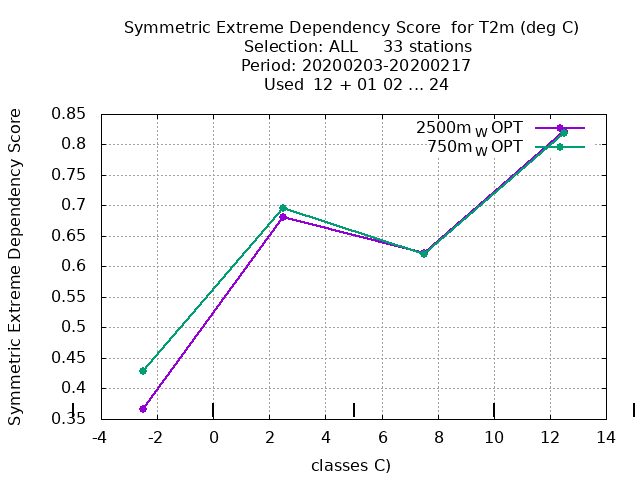 Symmetric Extreme Dependency Score  for T2m (deg C)
Selection: ALL     33 stations
Period: 20200203-20200217
Used  12 + 01 02 ... 24
Symmetric Extreme Dependency Score
0.85
0.8
0.75
0.7
0.65
0.6
0.55
0.5
0.45
0.4
0.35
2500m W OPT
750m W OPT
-4 -2 0 2 4 6 8 10 12 14
classes C)